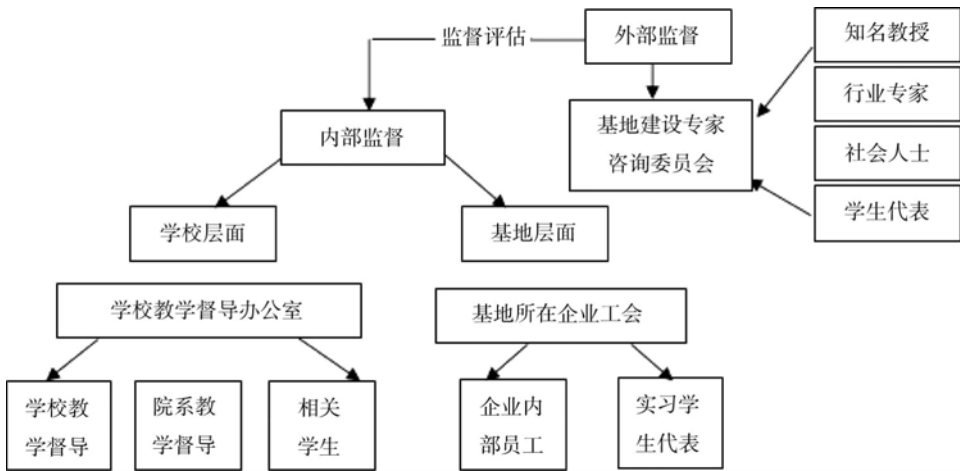 监督评估
外部监督
知名教授
行业专家
社会人士
学生代表
基地建设专家
咨询委员会
内部监督
学校层面
基地层面
学校教学督导办公室
基地所在企业工会
学校教
学督导
院系教
学督导
相关
学生
企业内
部员工
实习学
生代表